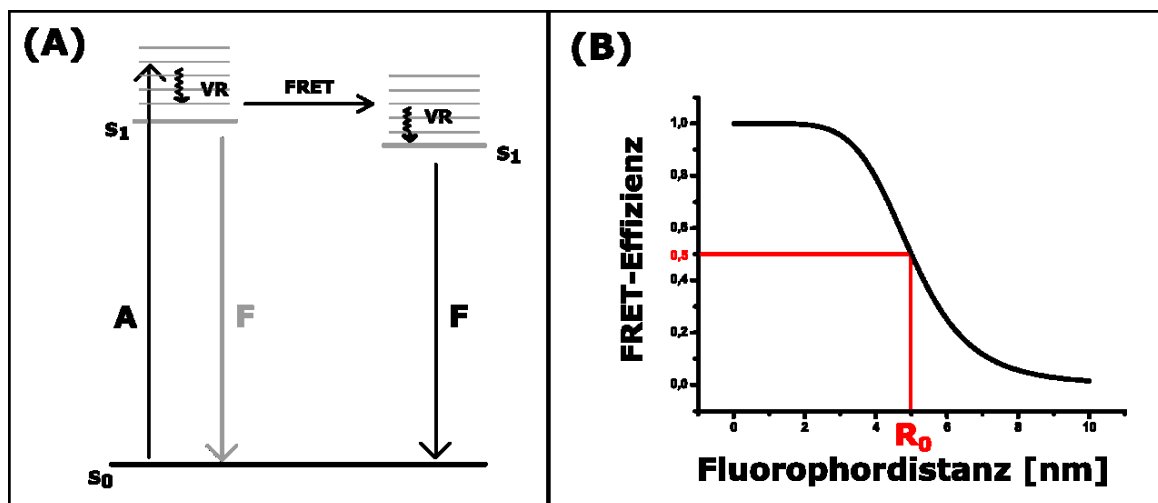 (A)
VR
FRET
VR
S1
S1
A
F
F
S0
(B)
FRET-Effizienz
1,0
0,8
0,6
0,5
0,4
0,2
0,0
0
2
4
6
8
10
R0
Fluorophordistanz [nm]